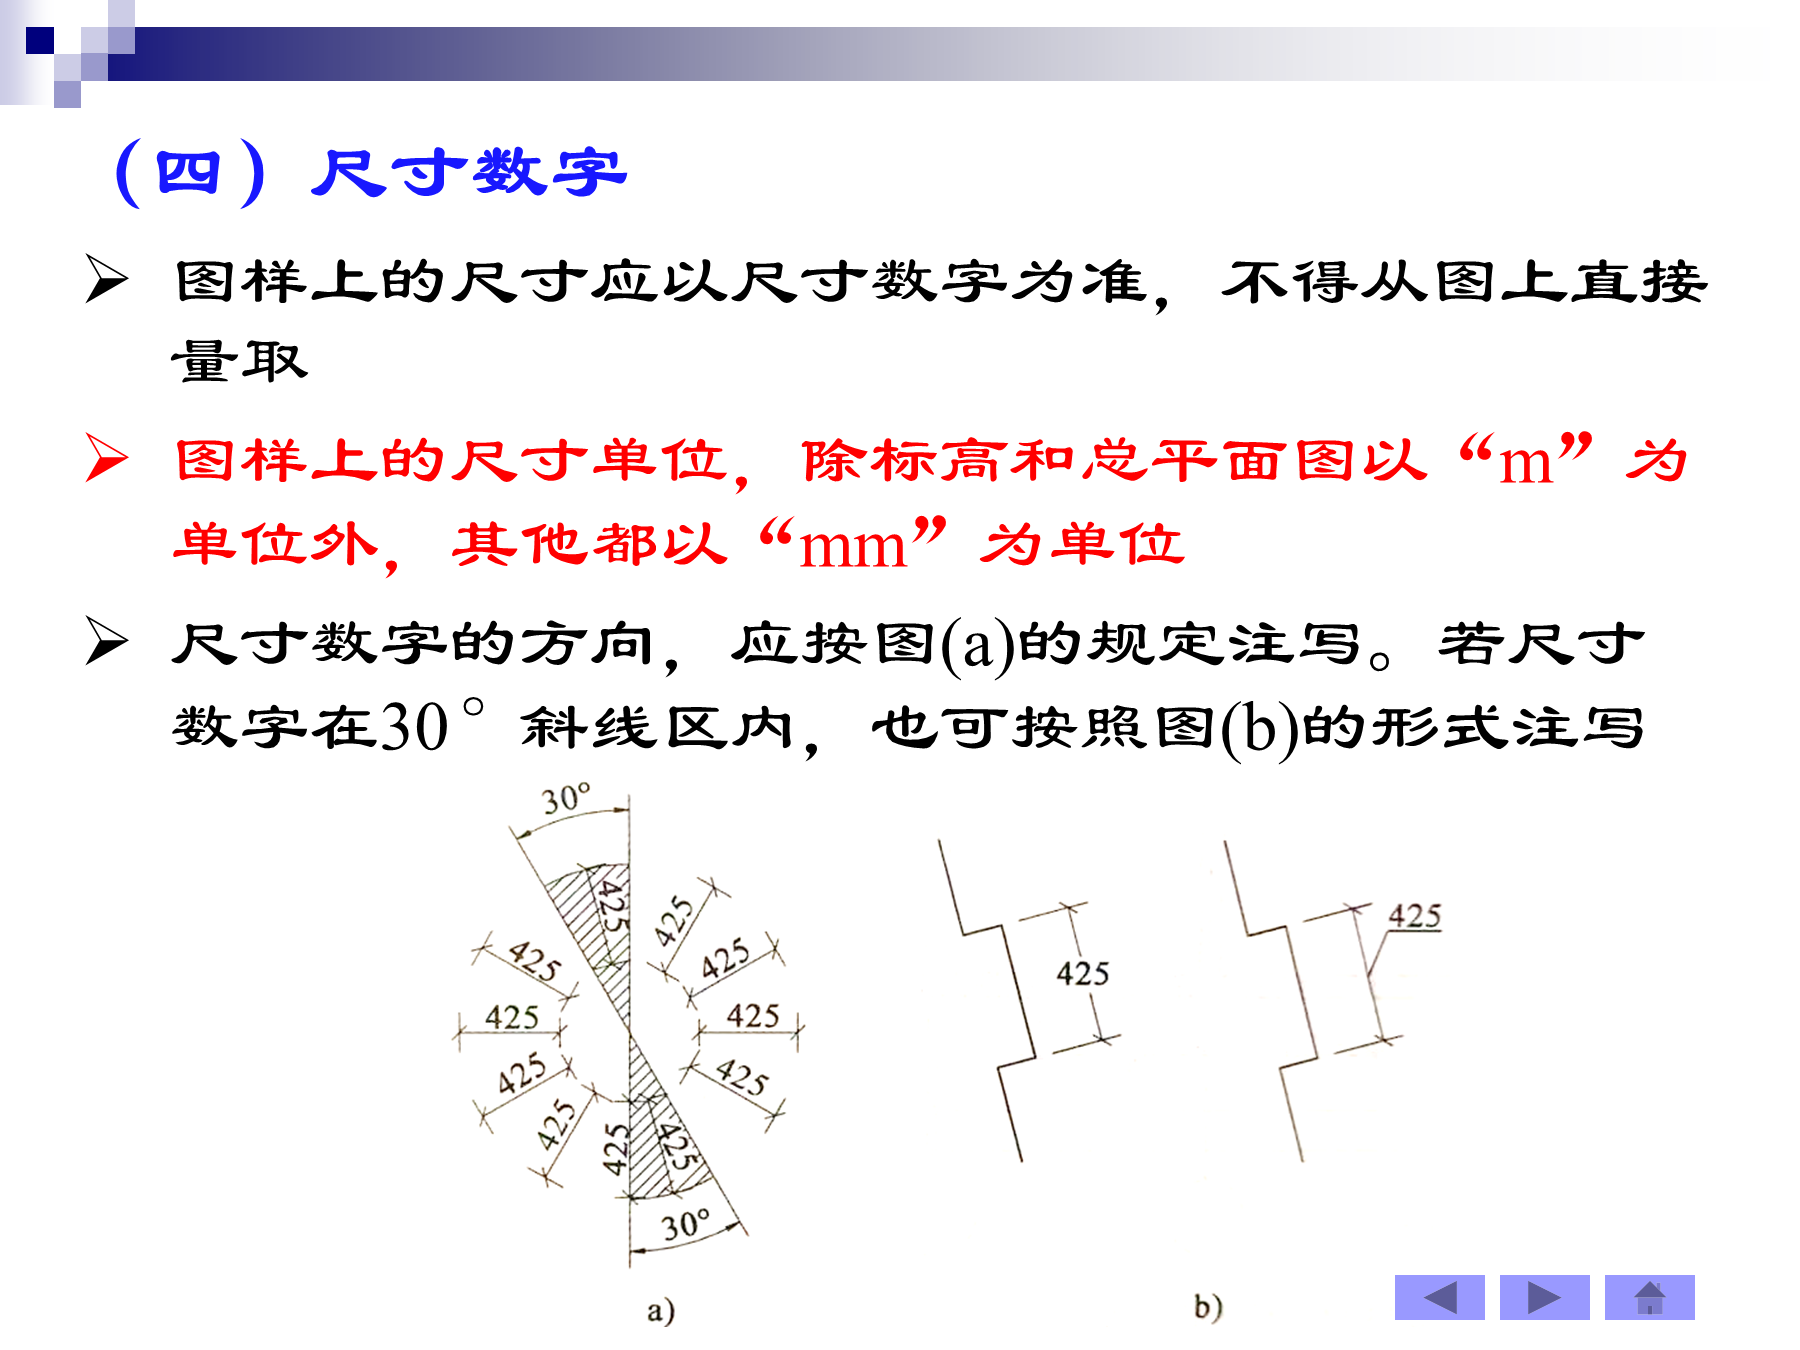 （四）尺寸数字
图样上的尺寸应以尺寸数字为准，不得从图上直接
量取
图样上的尺寸单位，除标高和总平面图以“m”为
单位外，其他都以“mm”为单位
尺寸数字的方向，应按图(a)的规定注写。若尺寸
数字在30°斜线区内，也可按照图(b)的形式注写
30°
425
425
425
425
425
425
425
425
425
425
425
425
30°
a)
425
425
b)